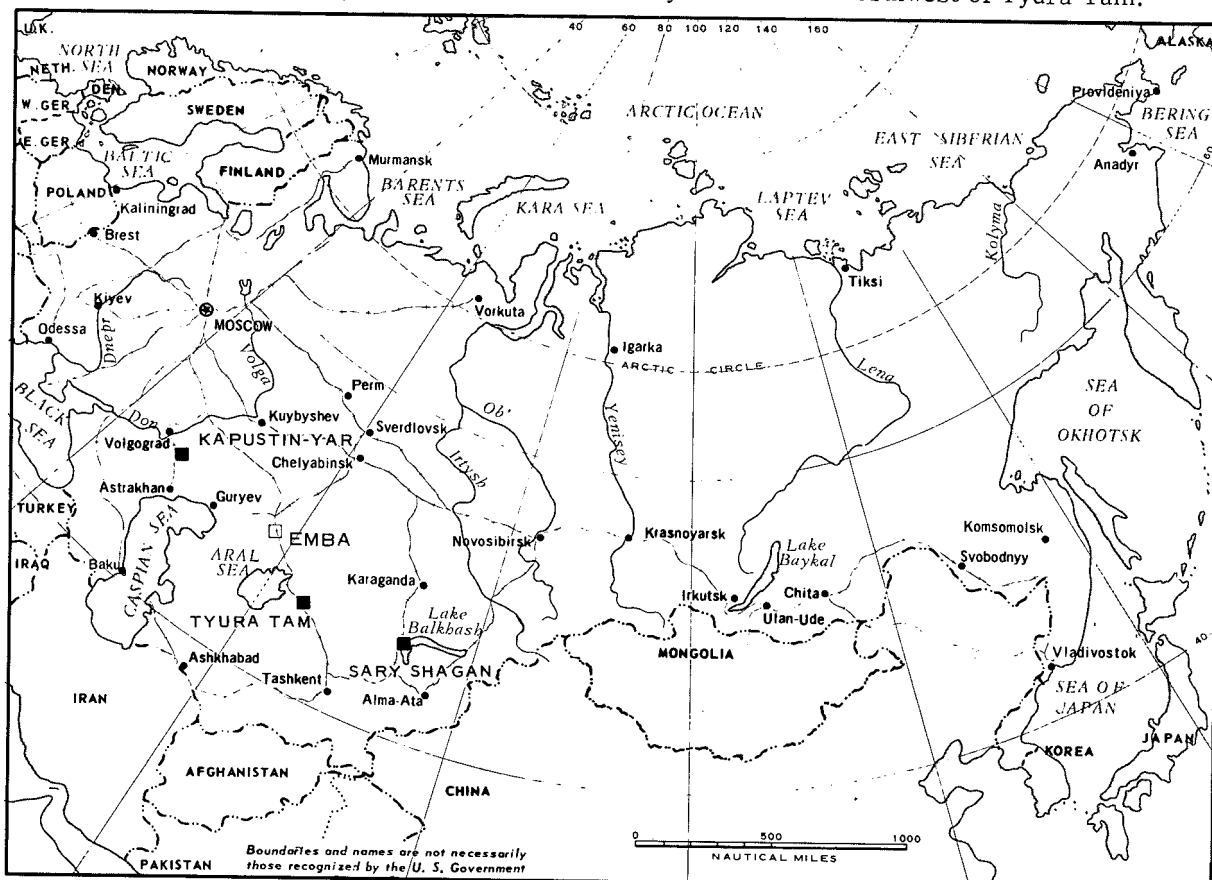 of Tyura Tam.
40 60 80 100 120 140 160
U.K.
ALASKA
NORTH
SEA
NETH.
DEN.
NORWAY
W. GER
SWEDEN
E. GER
BALTIC
SEA
FINLAND
POLAND
Kaliningrad
Brest
Murmansk
BARENTS
SEA
KARA SEA
ARCTIC OCEAN
LAPTEV
SEA
EAST SIBERIAN
SEA
Provideniya
BERING
SEA
60
Anadyr
Kolyma
Tiksi
Kiyev
Odessa
Dnepr
MOSCOW
Volga
Vorkuta
Igarka
ARCTIC CIRCLE
Lena
BLACK
SEA
Don
Perm
Ob'
Yenisey
SEA
OF
OKHOTSK
Volgograd
Kuybyshev
KAPUSTIN-YAR
Sverdlovsk
Chelyabinsk
Irtysh
Astrakhan
Guryev
TURKEY
EMBA
Novosibirsk
Krasnoyarsk
Komsomolsk
Svobodnyy
IRAQ
Baku
CASPIAN SEA
ARAL
SEA
Karaganda
Lake
Baykal
Irkutsk
Chita
Ulan-Ude
TYURA TAM
Lake
Balkhash
MONGOLIA
40
Vladivostok
Ashkhabad
SARY SHAGAN
Tashkent
Alma-Ata
SEA OF
JAPAN
IRAN
KOREA
JAPAN
AFGHANISTAN
CHINA
0 500 1000
NAUTICAL MILES
Boundaries and names are not necessarily
those recognized by the U. S. Government
PAKISTAN